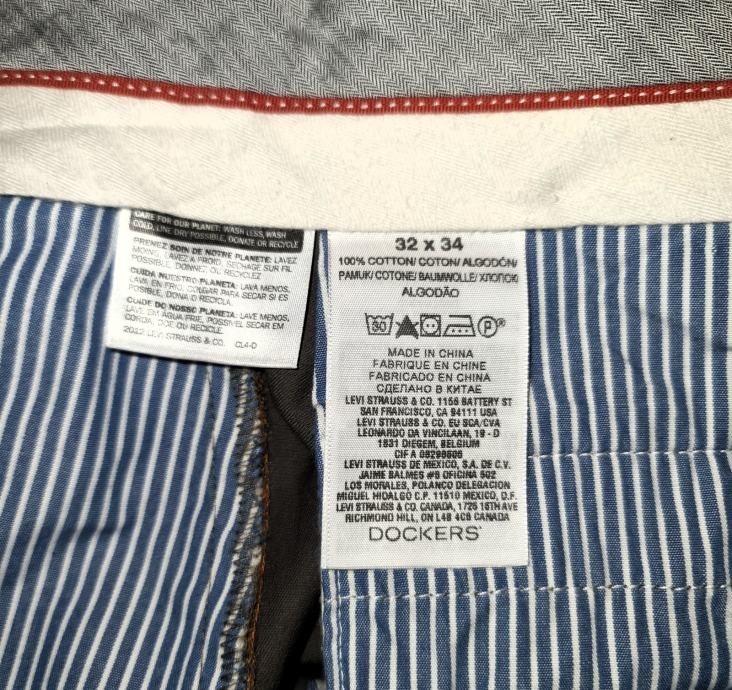 CARE FOR OUR PLANET: WASH LESS, WASH
COLD, LINE DRY POSSIBLE, DONATE OR RECYCLE
PRENEZ SOIN DE NOTRE PLANETE: LAVEZ
MOINS, LAVEZ A FROID, SECHAGE SUR FIL
POSSIBLE, DONNEZ OU RECYCLEZ
CUIDA NUESTRO PLANETA: LAVA MENOS,
LAVA EN FRIO, COLGAR PARA SECAR SI ES
POSIBLE, DONA O RECICLA.
CUIDE DO NOSSO PLANETA: LAVE MENOS,
LAVE EM AGUA FRIE, POSSIVEL SECAR EM
CORDA, DOE OU RECICLE
2012 LEVI STRAUSS & CO. CL4-D
32 x 34
100% COTTON/ COTON/ ALGODÓN/
PAMUK/ COTONE/ BAUMWOLLE/ ХЛОПОК/
ALGODÃO
30 P®
MADE IN CHINA
FABRIQUE EN CHINE
FABRICADO EN CHINA
СДЕЛАНО В КИТАЕ
LEVI STRAUSS & CO. 1155 BATTERY ST
SAN FRANCISCO, CA 94111 USA
LEVI STRAUSS & CO. EU SCA/CVA
LEONARDO DA VINCILAAN, 19 - D
1831 DIEGEM, BELGIUM
CIF A 08298606
LEVI STRAUSS DE MEXICO, S.A. DE C.V.
JAIME BALMES #8 OFICINA 502
LOS MORALES, POLANCO DELEGACION
MIGUEL HIDALGO C.P. 11510 MEXICO, D.F.
LEVI STRAUSS & CO. CANADA, 1725 16TH AVE
RICHMOND HILL, ON L4B 4C6 CANADA
DOCKERS